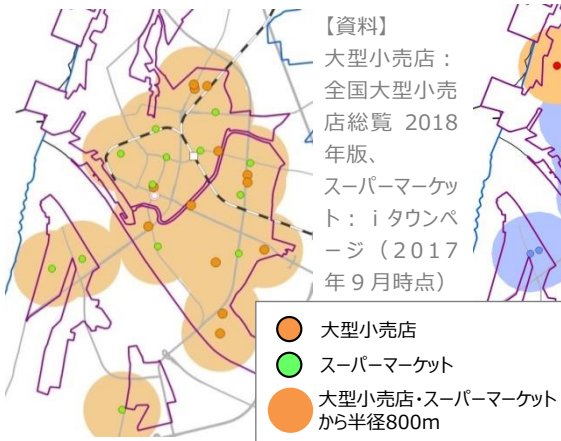 【資料】
大型小売店：
全国大型小売
店総覧 2018
年版、
スーパーマーケッ
ト：ｉタウンペ
ージ（2017
年９月時点）
大型小売店
スーパーマーケット
大型小売店・スーパーマーケット
から半径800m